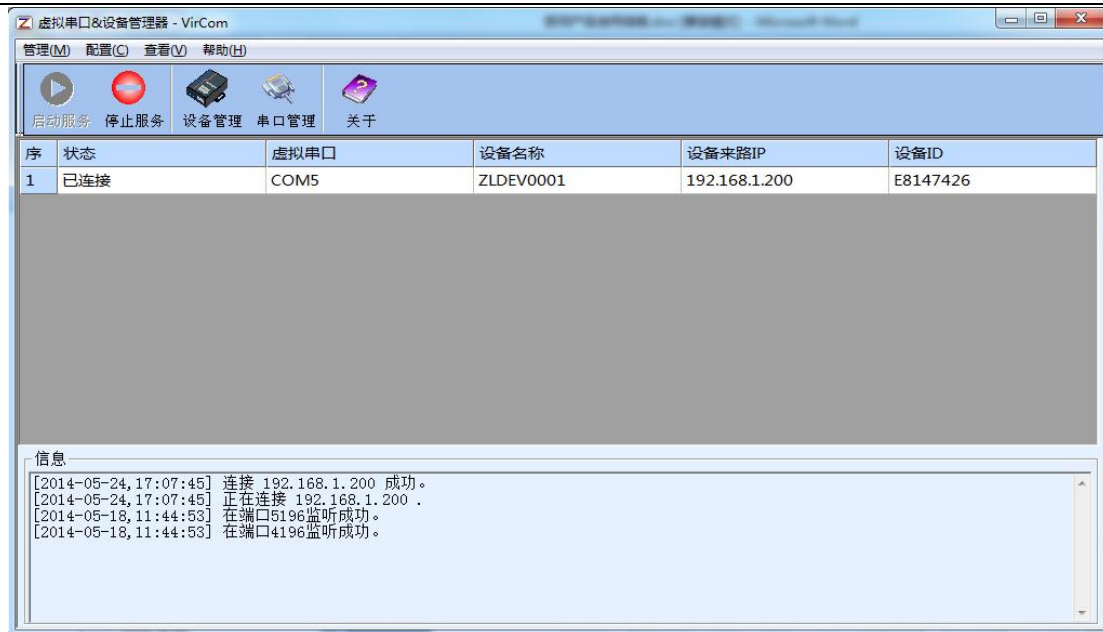 虚拟串口&设备管理器 - VirCom
管理(M) 配置(C) 查看(V) 帮助(H)
启动服务 停止服务 设备管理 串口管理 关于
序 状态 虚拟串口 设备名称 设备来路IP 设备ID
1 已连接 COM5 ZLDEV0001 192.168.1.200 E8147426
信息
[2014-05-24,17:07:45] 连接 192.168.1.200 成功。
[2014-05-24,17:07:45] 正在连接 192.168.1.200 .
[2014-05-18,11:44:53] 在端口5196监听成功。
[2014-05-18,11:44:53] 在端口4196监听成功。